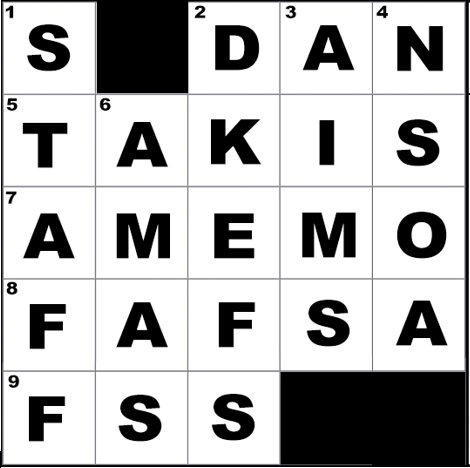 1 S 2 D 3 A 4 N
5 T 6 A K I S
7 A M E M O
8 F A F S A
9 F S S